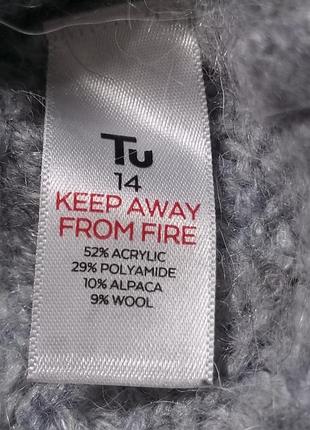 Tu
14
KEEP AWAY
FROM FIRE
52% ACRYLIC
29% POLYAMIDE
10% ALPACA
9% WOOL